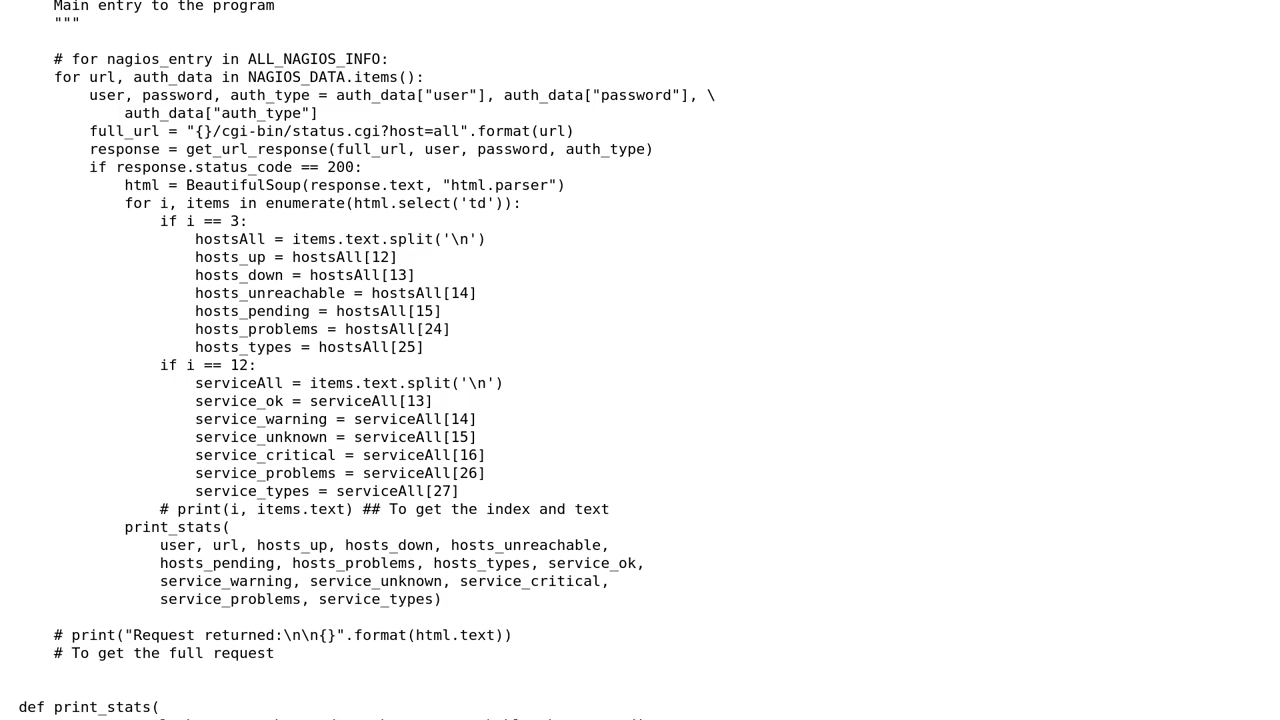 Main entry to the program
    """

    # for nagios_entry in ALL_NAGIOS_INFO:
    for url, auth_data in NAGIOS_DATA.items():
        user, password, auth_type = auth_data["user"], auth_data["password"], \
            auth_data["auth_type"]
        full_url = "{}/cgi-bin/status.cgi?host=all".format(url)
        response = get_url_response(full_url, user, password, auth_type)
        if response.status_code == 200:
            html = BeautifulSoup(response.text, "html.parser")
            for i, items in enumerate(html.select('td')):
                if i == 3:
                    hostsAll = items.text.split('\n')
                    hosts_up = hostsAll[12]
                    hosts_down = hostsAll[13]
                    hosts_unreachable = hostsAll[14]
                    hosts_pending = hostsAll[15]
                    hosts_problems = hostsAll[24]
                    hosts_types = hostsAll[25]
                if i == 12:
                    serviceAll = items.text.split('\n')
                    service_ok = serviceAll[13]
                    service_warning = serviceAll[14]
                    service_unknown = serviceAll[15]
                    service_critical = serviceAll[16]
                    service_problems = serviceAll[26]
                    service_types = serviceAll[27]
                # print(i, items.text) ## To get the index and text
            print_stats(
                user, url, hosts_up, hosts_down, hosts_unreachable,
                hosts_pending, hosts_problems, hosts_types, service_ok,
                service_warning, service_unknown, service_critical,
                service_problems, service_types)

    # print("Request returned:\n\n{}".format(html.text))
    # To get the full request


def print_stats(